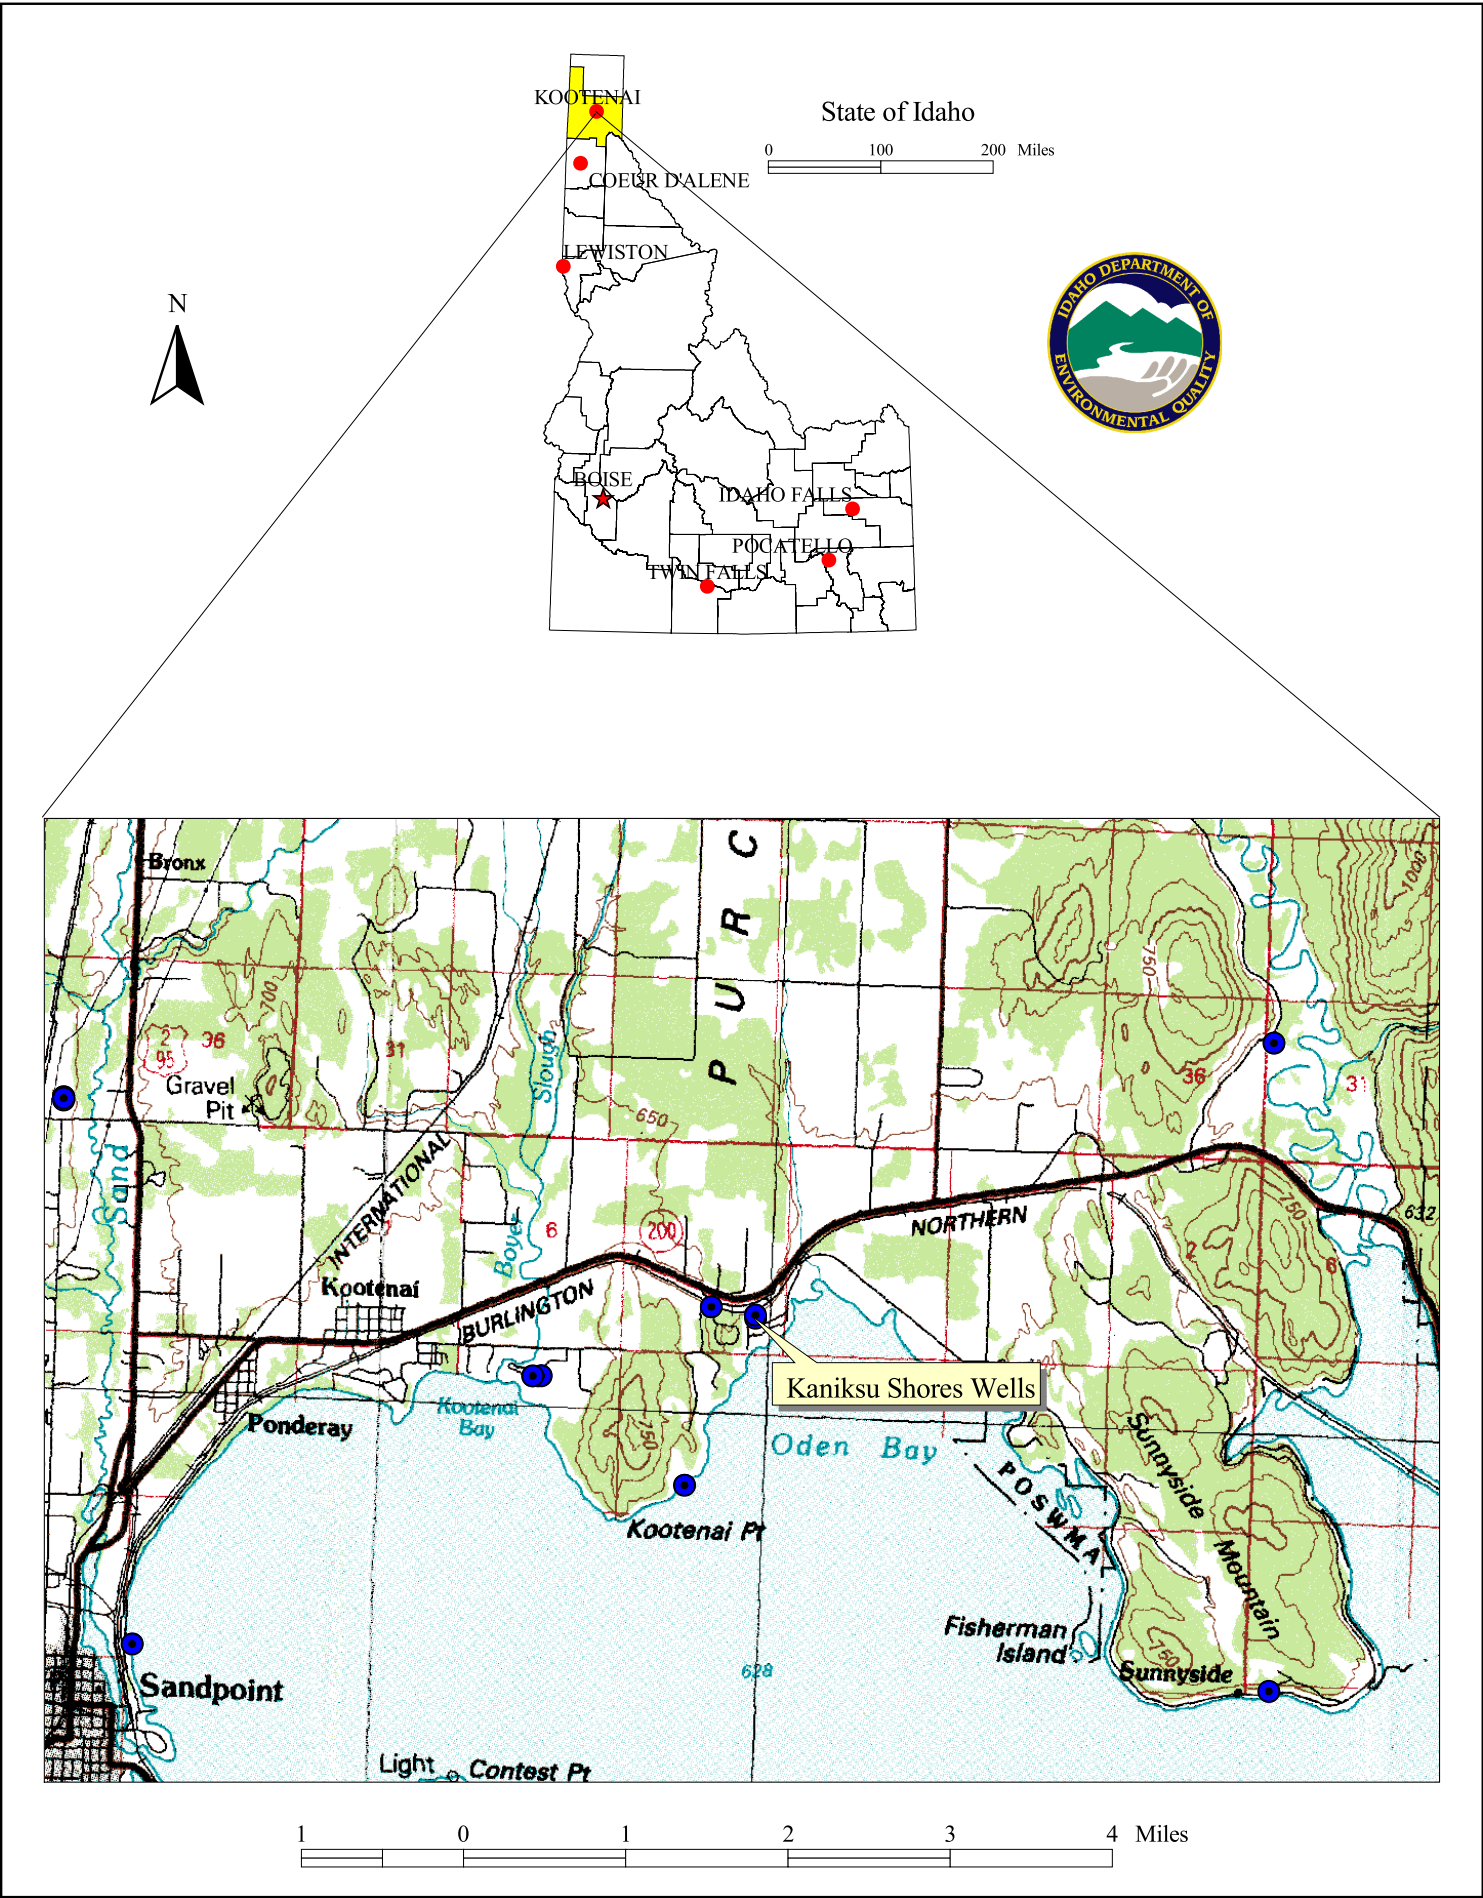 KOOTENAI
State of Idaho
0 100 200 Miles
COEUR D'ALENE
LEWISTON
IDAHO DEPARTMENT OF
ENVIRONMENTAL QUALITY
N
BOISE
IDAHO FALLS
POCATELLO
TWIN FALLS
Bronx
P U R C
1000
700
750
2
95
36
31
Gravel
Pit
Slough
650
36
31
Sand
INTERNATIONAL
Boyer
6
200
NORTHERN
750
632
2
6
Kootenai
BURLINGTON
Kaniksu Shores Wells
Kootenai
Bay
Ponderay
750
Oden Bay
Sunnyside
Mountain
POSWMA
Kootenai Pt
Fisherman
Island
750
Sunnyside
628
Sandpoint
Light
Contest Pt
1 0 1 2 3 4 Miles